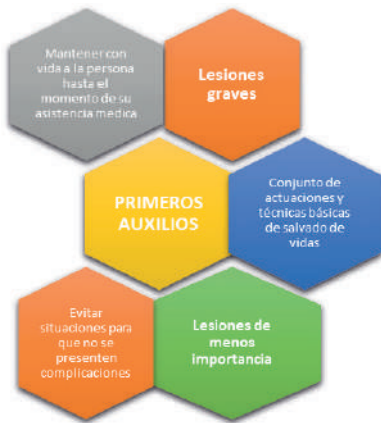 Mantener con
vida a la persona
hasta el
momento de su
asistencia medica
Lesiones
graves
PRIMEROS
AUXILIOS
Conjunto de
actuaciones y
técnicas básicas
de salvado de
vidas
Evitar
situaciones para
que no se
presenten
complicaciones
Lesiones de
menos
importancia